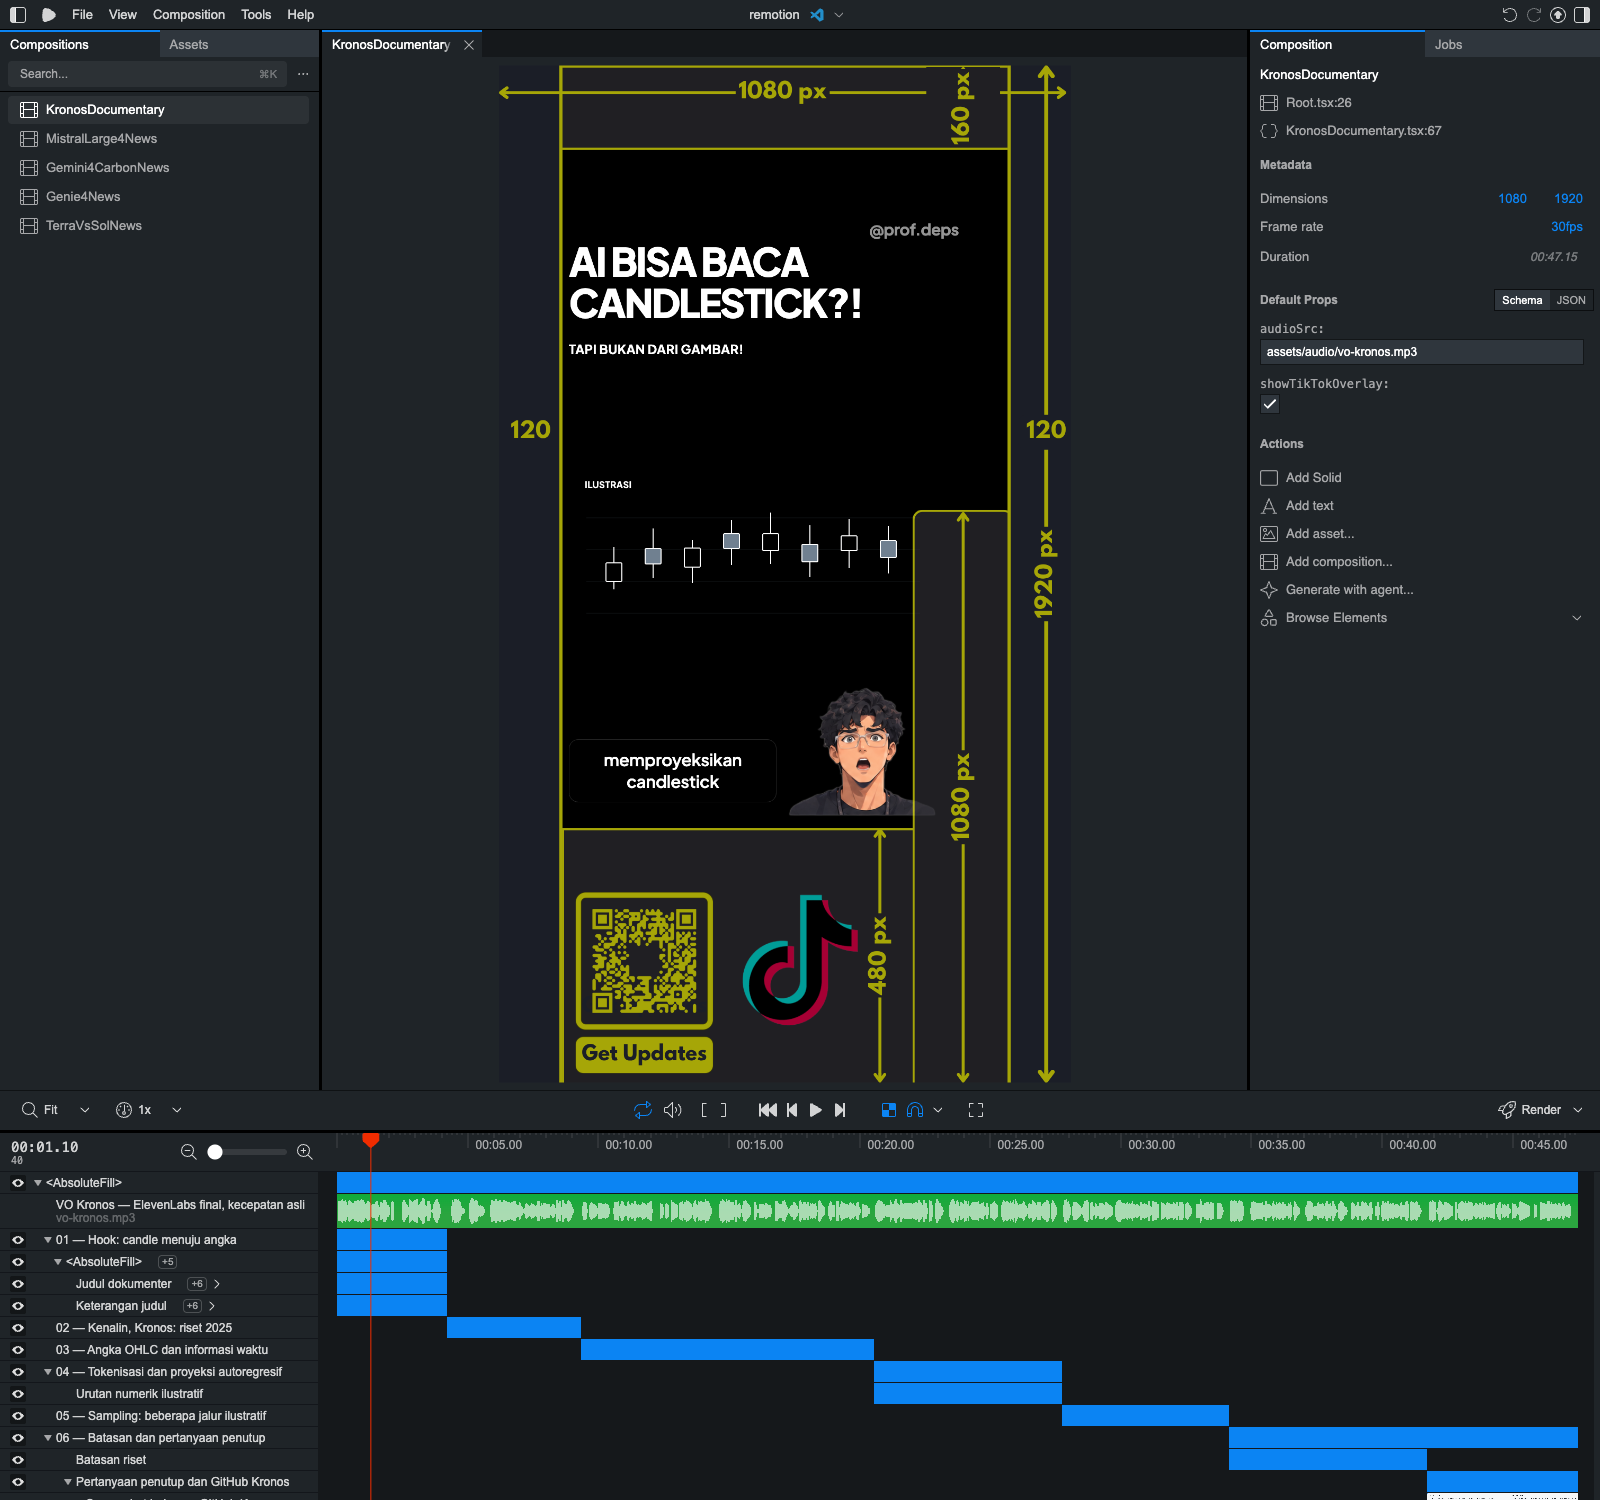 File View Composition Tools Help
remotion
Compositions Assets
Search... ⌘K ...
KronosDocumentary
MistralLarge4News
Gemini4CarbonNews
Genie4News
TerraVsSolNews
KronosDocumentary
1080 px
160 px
@prof.deps
AI BISA BACA
CANDLESTICK?!
TAPI BUKAN DARI GAMBAR!
120
120
ILUSTRASI
1920 px
memproyeksikan
candlestick
1080 px
480 px
Get Updates
Composition Jobs
KronosDocumentary
Root.tsx:26
KronosDocumentary.tsx:67
Metadata
Dimensions 1080 1920
Frame rate 30fps
Duration 00:47.15
Default Props Schema JSON
audioSrc:
assets/audio/vo-kronos.mp3
showTikTokOverlay:
Actions
Add Solid
Add text
Add asset...
Add composition...
Generate with agent...
Browse Elements
Fit 1x Render
00:01.10
40
00:05.00 00:10.00 00:15.00 00:20.00 00:25.00 00:30.00 00:35.00 00:40.00 00:45.00
<AbsoluteFill>
VO Kronos — ElevenLabs final, kecepatan asli
vo-kronos.mp3
01 — Hook: candle menuju angka
<AbsoluteFill> +5
Judul dokumenter +6
Keterangan judul +6
02 — Kenalin, Kronos: riset 2025
03 — Angka OHLC dan informasi waktu
04 — Tokenisasi dan proyeksi autoregresif
Urutan numerik ilustratif
05 — Sampling: beberapa jalur ilustratif
06 — Batasan dan pertanyaan penutup
Batasan riset
Pertanyaan penutup dan GitHub Kronos